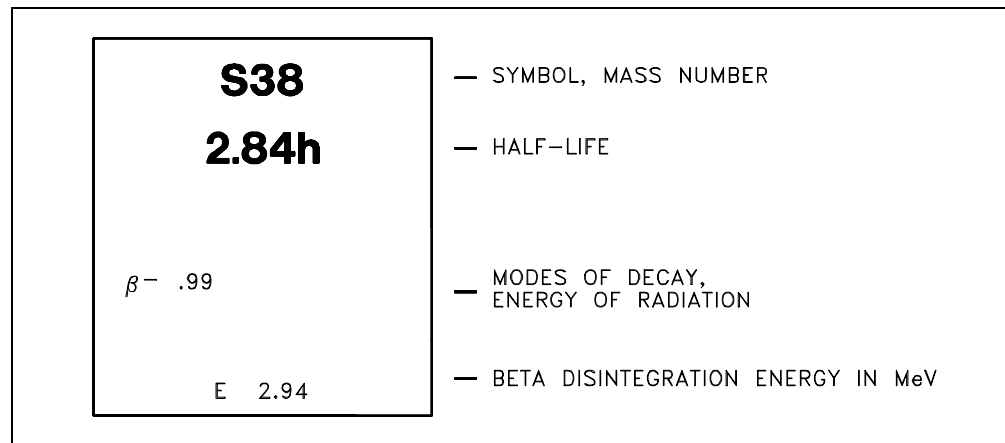 S38
— SYMBOL, MASS NUMBER
2.84h
— HALF-LIFE
β- .99
— MODES OF DECAY,
ENERGY OF RADIATION
E 2.94
— BETA DISINTEGRATION ENERGY IN MeV